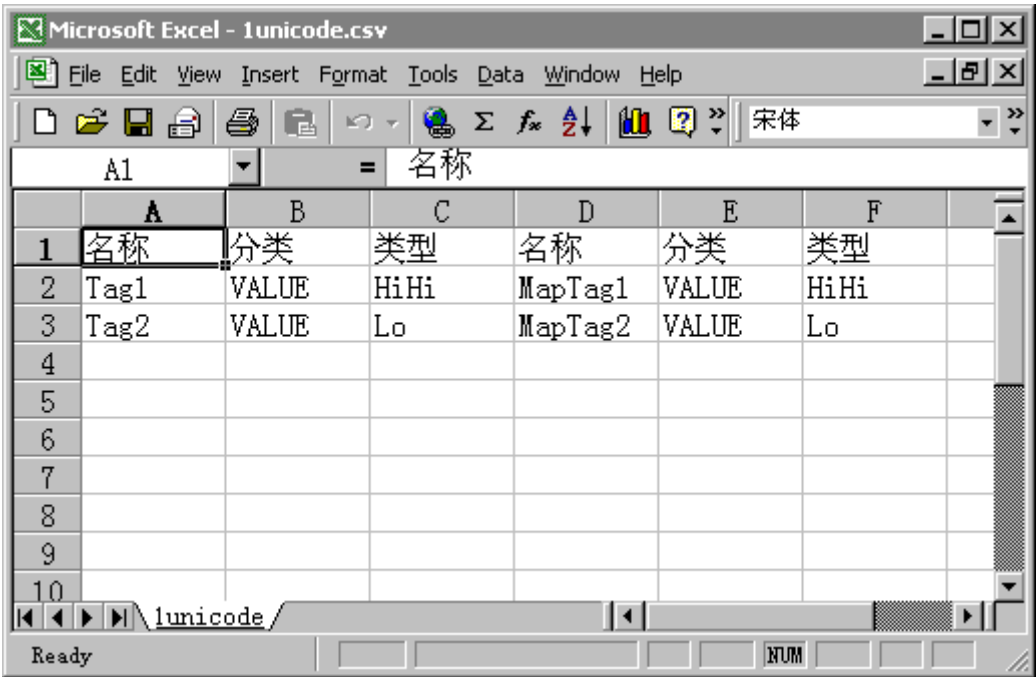 Microsoft Excel - 1unicode.csv
File Edit View Insert Format Tools Data Window Help
宋体
A1 = 名称
A B C D E F
1 名称 分类 类型 名称 分类 类型
2 Tag1 VALUE HiHi MapTag1 VALUE HiHi
3 Tag2 VALUE Lo MapTag2 VALUE Lo
4
5
6
7
8
9
10
1unicode
Ready NUM